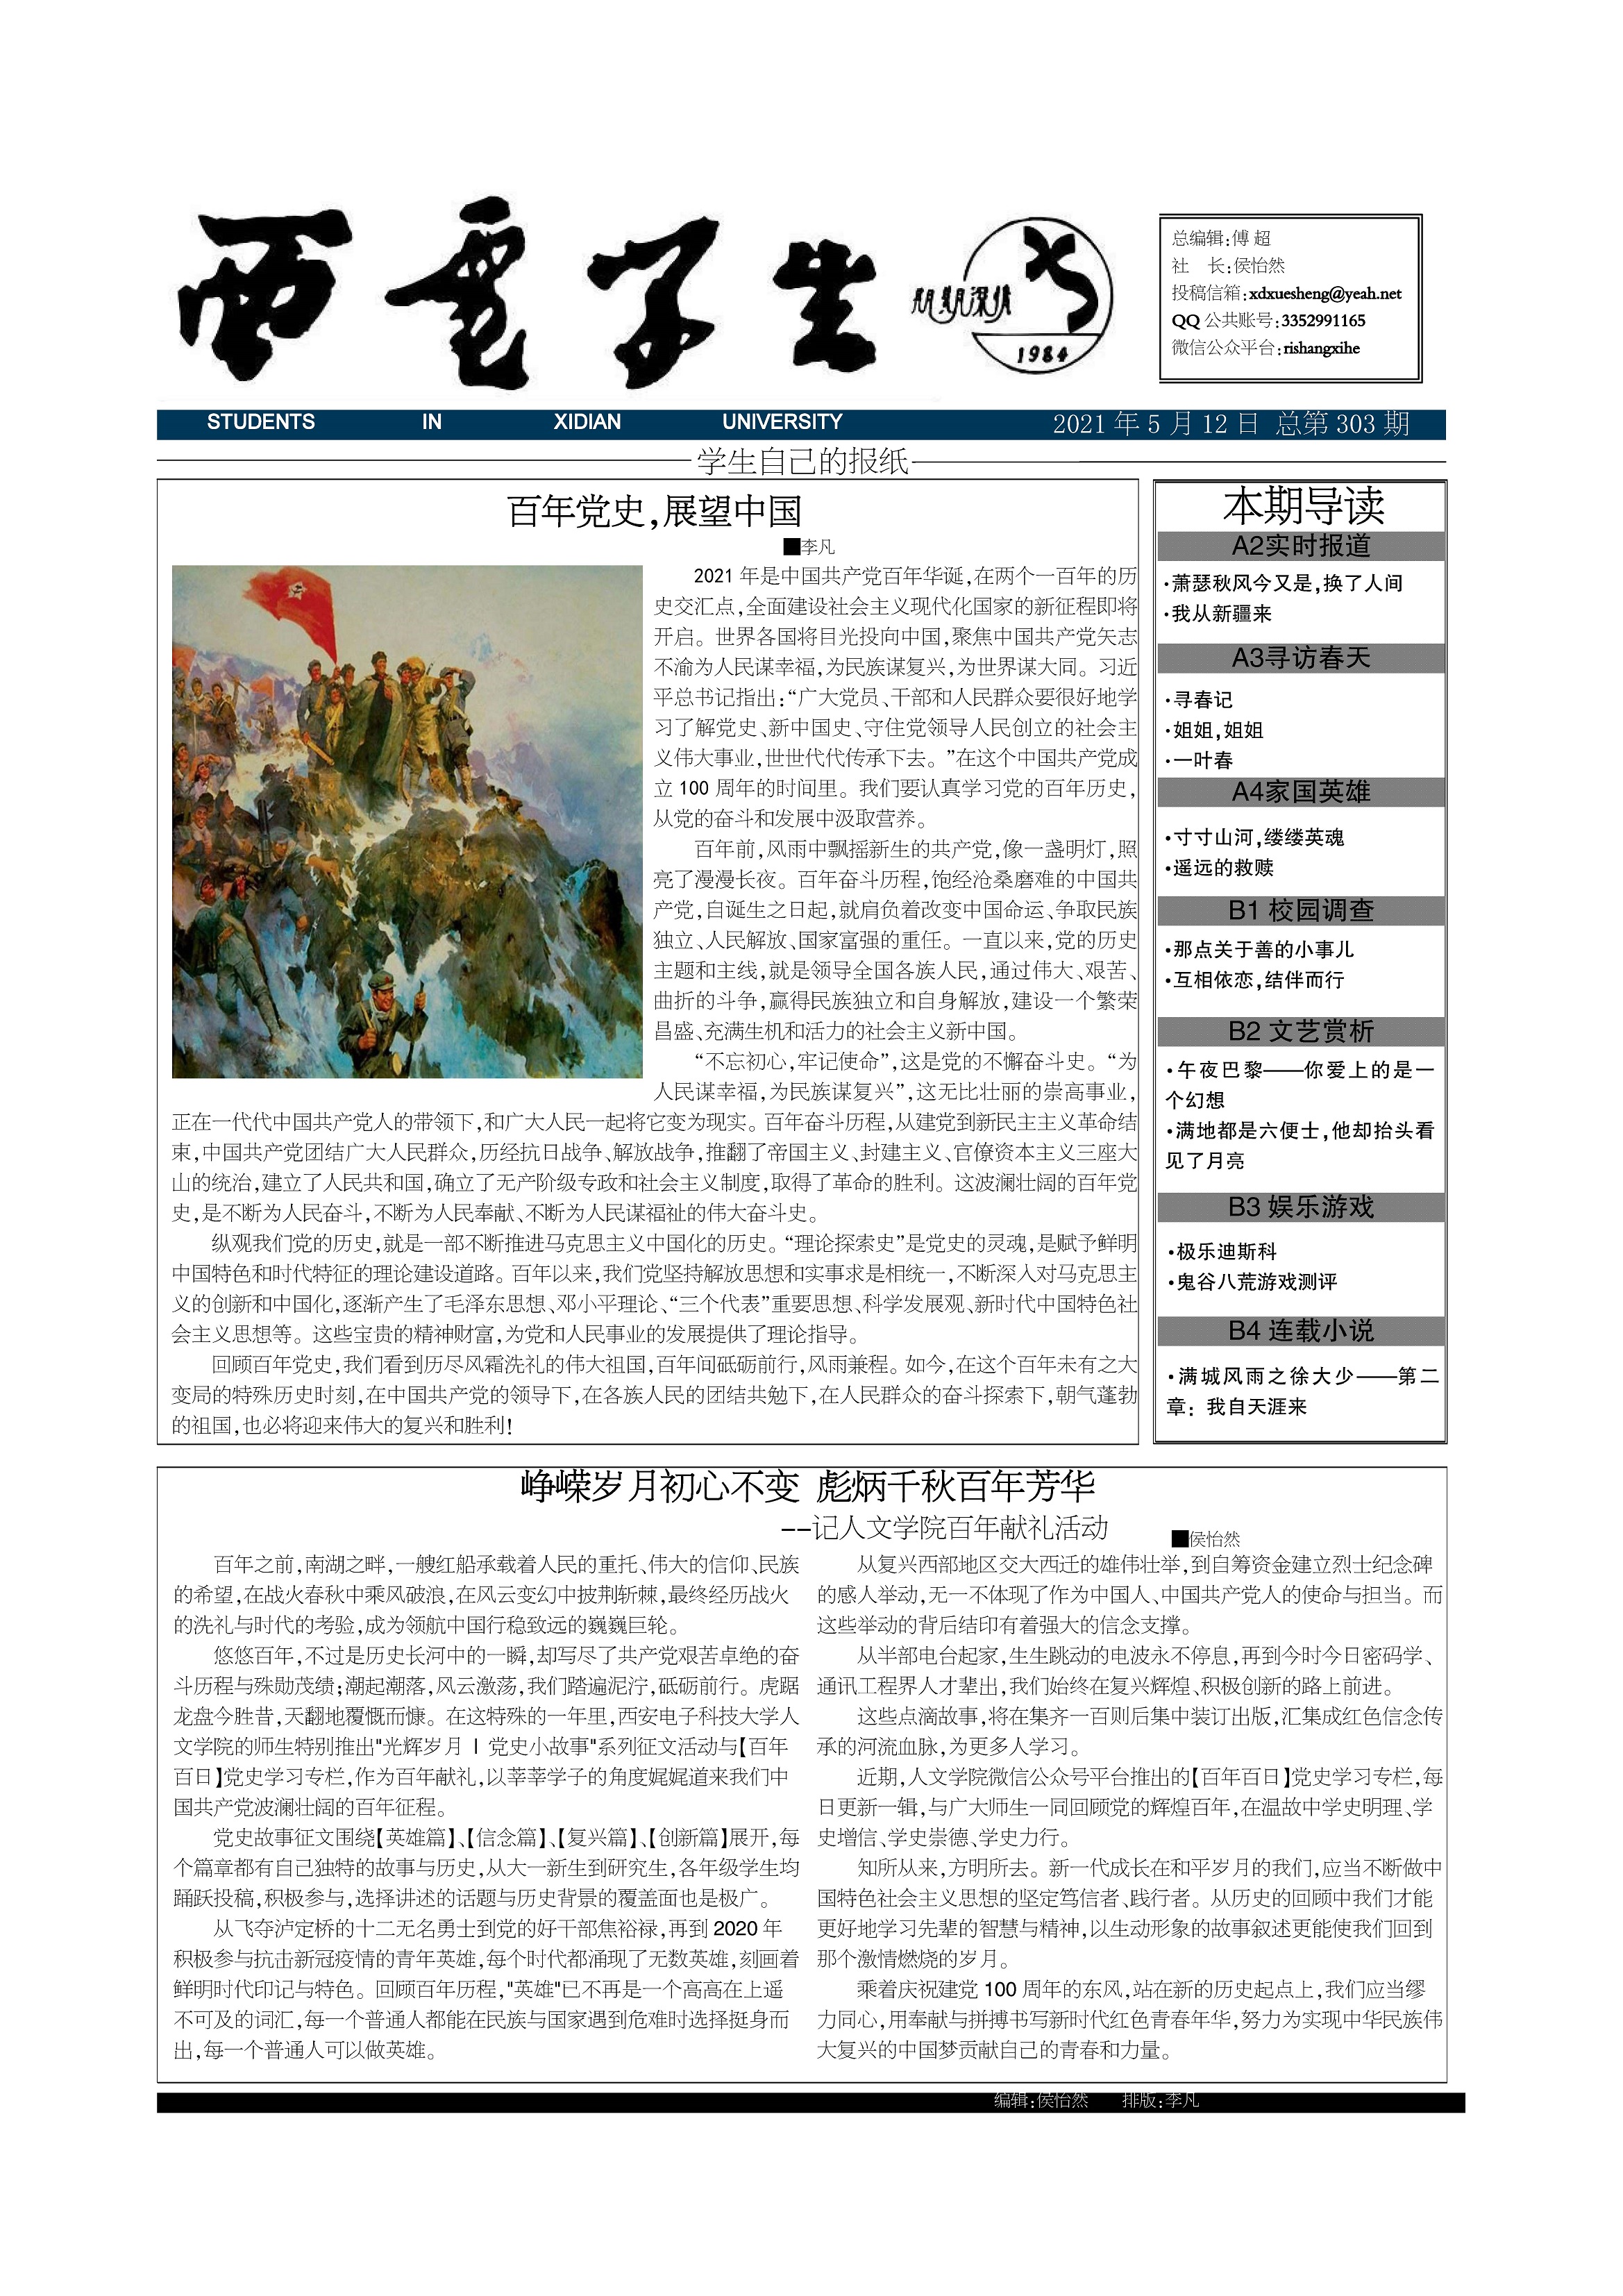 西电学生
1984
总编辑:傅 超
社 长:侯怡然
投稿信箱:xdxuesheng@yeah.net
QQ 公共账号:3352991165
微信公众平台:rishangxihe
STUDENTS IN XIDIAN UNIVERSITY 2021 年 5 月 12 日 总第 303 期
学生自己的报纸
百年党史,展望中国
■李凡
2021 年是中国共产党百年华诞,在两个一百年的历
史交汇点,全面建设社会主义现代化国家的新征程即将
开启。世界各国将目光投向中国,聚焦中国共产党矢志
不渝为人民谋幸福,为民族谋复兴,为世界谋大同。习近
平总书记指出:“广大党员、干部和人民群众要很好地学
习了解党史、新中国史、守住党领导人民创立的社会主
义伟大事业,世世代代传承下去。”在这个中国共产党成
立 100 周年的时间里。我们要认真学习党的百年历史,
从党的奋斗和发展中汲取营养。
百年前,风雨中飘摇新生的共产党,像一盏明灯,照
亮了漫漫长夜。百年奋斗历程,饱经沧桑磨难的中国共
产党,自诞生之日起,就肩负着改变中国命运、争取民族
独立、人民解放、国家富强的重任。一直以来,党的历史
主题和主线,就是领导全国各族人民,通过伟大、艰苦、
曲折的斗争,赢得民族独立和自身解放,建设一个繁荣
昌盛、充满生机和活力的社会主义新中国。
“不忘初心,牢记使命”,这是党的不懈奋斗史。“为
人民谋幸福,为民族谋复兴”,这无比壮丽的崇高事业,
正在一代代中国共产党人的带领下,和广大人民一起将它变为现实。百年奋斗历程,从建党到新民主主义革命结
束,中国共产党团结广大人民群众,历经抗日战争、解放战争,推翻了帝国主义、封建主义、官僚资本主义三座大
山的统治,建立了人民共和国,确立了无产阶级专政和社会主义制度,取得了革命的胜利。这波澜壮阔的百年党
史,是不断为人民奋斗,不断为人民奉献、不断为人民谋福祉的伟大奋斗史。
纵观我们党的历史,就是一部不断推进马克思主义中国化的历史。“理论探索史”是党史的灵魂,是赋予鲜明
中国特色和时代特征的理论建设道路。百年以来,我们党坚持解放思想和实事求是相统一,不断深入对马克思主
义的创新和中国化,逐渐产生了毛泽东思想、邓小平理论、“三个代表”重要思想、科学发展观、新时代中国特色社
会主义思想等。这些宝贵的精神财富,为党和人民事业的发展提供了理论指导。
回顾百年党史,我们看到历尽风霜洗礼的伟大祖国,百年间砥砺前行,风雨兼程。如今,在这个百年未有之大
变局的特殊历史时刻,在中国共产党的领导下,在各族人民的团结共勉下,在人民群众的奋斗探索下,朝气蓬勃
的祖国,也必将迎来伟大的复兴和胜利!
本期导读
A2实时报道
·萧瑟秋风今又是,换了人间
·我从新疆来
A3寻访春天
·寻春记
·姐姐,姐姐
·一叶春
A4家国英雄
·寸寸山河,缕缕英魂
·遥远的救赎
B1 校园调查
·那点关于善的小事儿
·互相依恋,结伴而行
B2 文艺赏析
·午夜巴黎——你爱上的是一
个幻想
·满地都是六便士,他却抬头看
见了月亮
B3 娱乐游戏
·极乐迪斯科
·鬼谷八荒游戏测评
B4 连载小说
·满城风雨之徐大少——第二
章: 我自天涯来
峥嵘岁月初心不变 彪炳千秋百年芳华
--记人文学院百年献礼活动
■侯怡然
百年之前,南湖之畔,一艘红船承载着人民的重托、伟大的信仰、民族
的希望,在战火春秋中乘风破浪,在风云变幻中披荆斩棘,最终经历战火
的洗礼与时代的考验,成为领航中国行稳致远的巍巍巨轮。
悠悠百年,不过是历史长河中的一瞬,却写尽了共产党艰苦卓绝的奋
斗历程与殊勋茂绩;潮起潮落,风云激荡,我们踏遍泥泞,砥砺前行。虎踞
龙盘今胜昔,天翻地覆慨而慷。在这特殊的一年里,西安电子科技大学人
文学院的师生特别推出"光辉岁月 | 党史小故事"系列征文活动与【百年
百日】党史学习专栏,作为百年献礼,以莘莘学子的角度娓娓道来我们中
国共产党波澜壮阔的百年征程。
党史故事征文围绕【英雄篇】、【信念篇】、【复兴篇】、【创新篇】展开,每
个篇章都有自己独特的故事与历史,从大一新生到研究生,各年级学生均
踊跃投稿,积极参与,选择讲述的话题与历史背景的覆盖面也是极广。
从飞夺泸定桥的十二无名勇士到党的好干部焦裕禄,再到 2020 年
积极参与抗击新冠疫情的青年英雄,每个时代都涌现了无数英雄,刻画着
鲜明时代印记与特色。回顾百年历程,"英雄"已不再是一个高高在上遥
不可及的词汇,每一个普通人都能在民族与国家遇到危难时选择挺身而
出,每一个普通人可以做英雄。
从复兴西部地区交大西迁的雄伟壮举,到自筹资金建立烈士纪念碑
的感人举动,无一不体现了作为中国人、中国共产党人的使命与担当。而
这些举动的背后结印有着强大的信念支撑。
从半部电台起家,生生跳动的电波永不停息,再到今时今日密码学、
通讯工程界人才辈出,我们始终在复兴辉煌、积极创新的路上前进。
这些点滴故事,将在集齐一百则后集中装订出版,汇集成红色信念传
承的河流血脉,为更多人学习。
近期,人文学院微信公众号平台推出的【百年百日】党史学习专栏,每
日更新一辑,与广大师生一同回顾党的辉煌百年,在温故中学史明理、学
史增信、学史崇德、学史力行。
知所从来,方明所去。新一代成长在和平岁月的我们,应当不断做中
国特色社会主义思想的坚定笃信者、践行者。从历史的回顾中我们才能
更好地学习先辈的智慧与精神,以生动形象的故事叙述更能使我们回到
那个激情燃烧的岁月。
乘着庆祝建党 100 周年的东风,站在新的历史起点上,我们应当缪
力同心,用奉献与拼搏书写新时代红色青春年华,努力为实现中华民族伟
大复兴的中国梦贡献自己的青春和力量。
编辑:侯怡然 排版:李凡